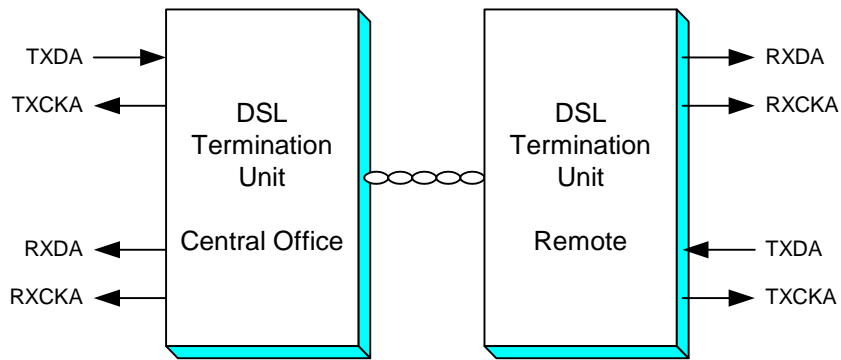 TXDA
TXCKA
RXDA
RXCKA
DSL
Termination
Unit
Central Office
DSL
Termination
Unit
Remote
RXDA
RXCKA
TXDA
TXCKA